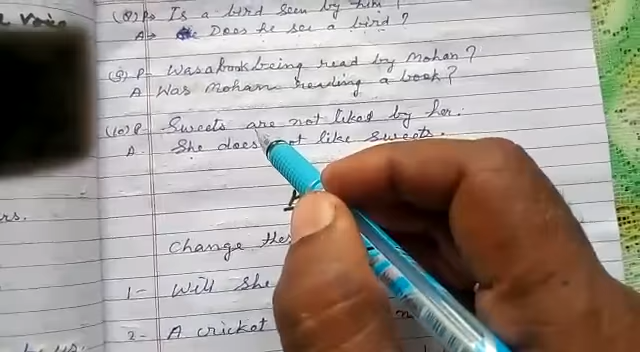 Voice
(8) P- Is a bird seen by him ?
A- Does he see a bird ?
(9) P- Was a book being read by Mohan ?
A Was Mohan reading a book ?
(10) P- Sweets are not liked by her.
A. She does not like sweets.
rs.
Change
1- Will She
2- A cricket
by us.